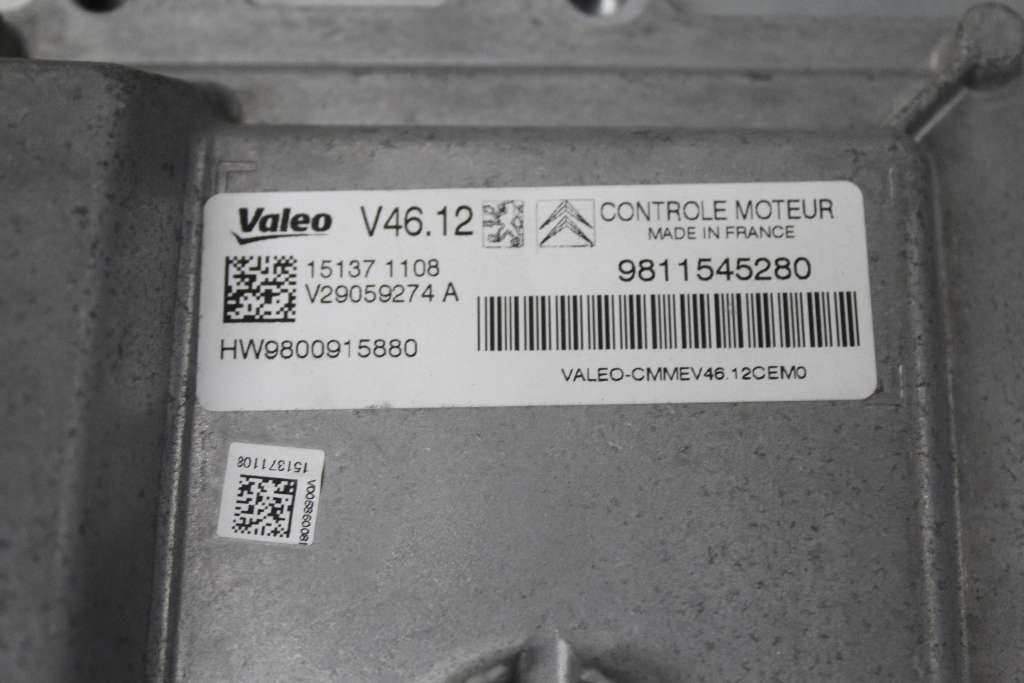 Valeo V46.12 CONTROLE MOTEUR
MADE IN FRANCE
15137 1108
V29059274 A
9811545280
HW9800915880
VALEO-CMMEV46.12CEM0
151371108